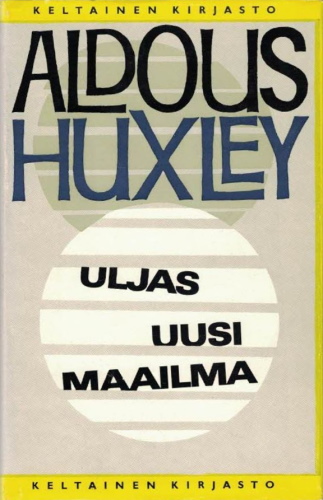 KELTAINEN KIRJASTO
ALDOUS
HUXLEY
ULJAS
UUSI
MAAILMA
KELTAINEN KIRJASTO